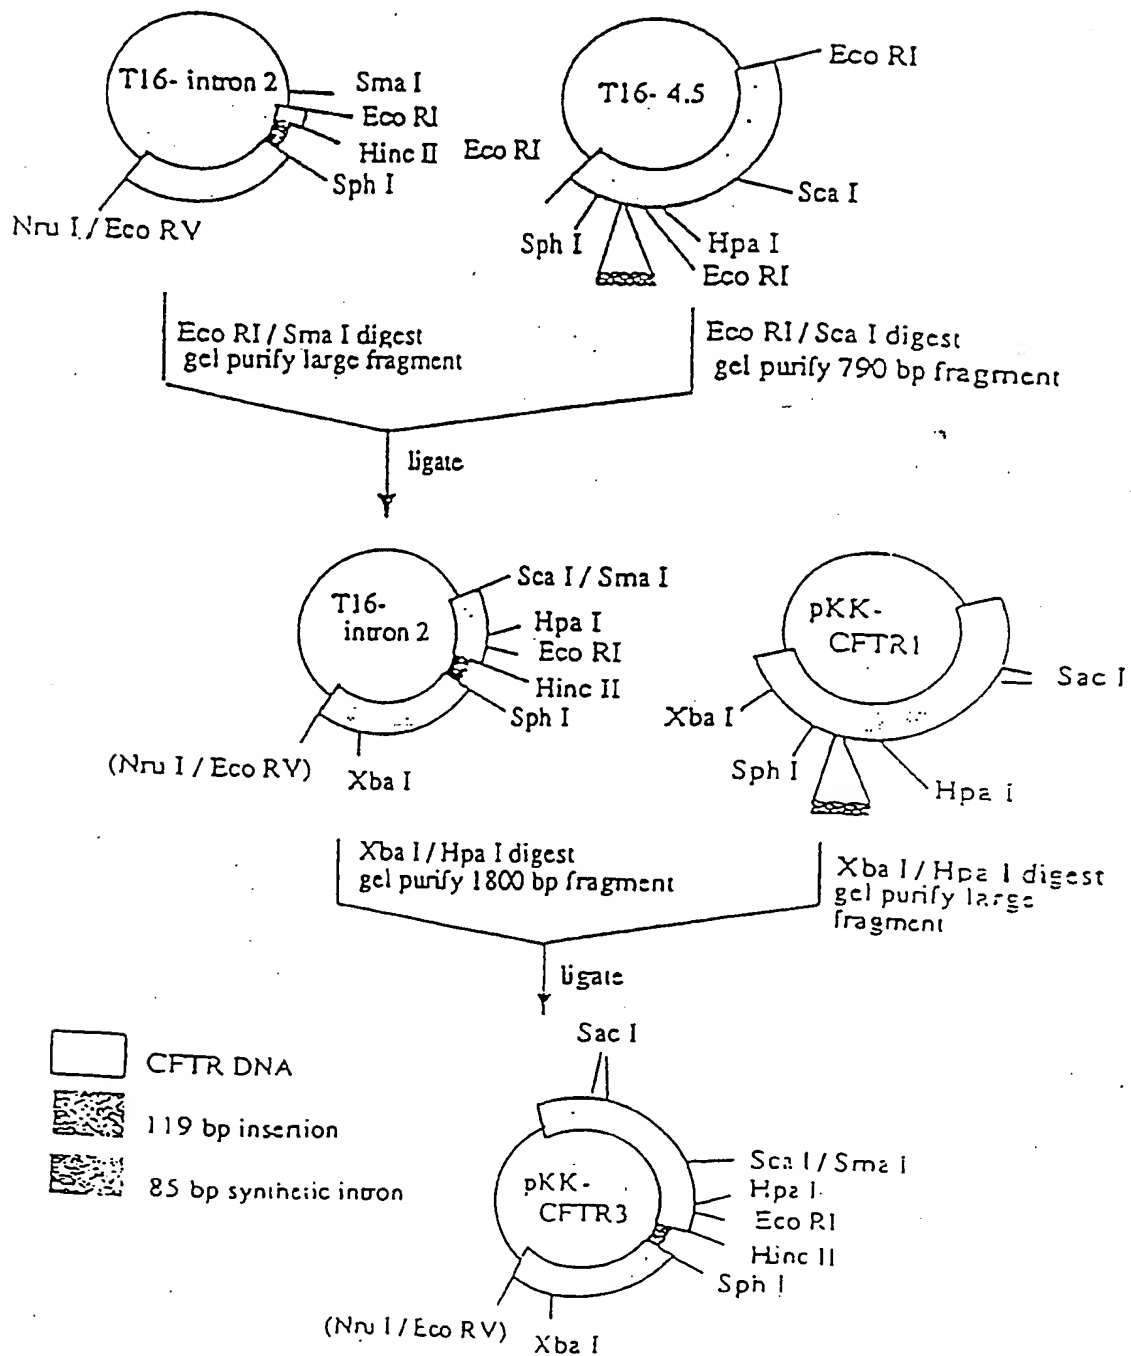 T16- intron 2
Sma I
Eco RI
Hinc II
Sph I
Nru I / Eco RV
T16- 4.5
Eco RI
Eco RI
Sca I
Sph I
Hpa I
Eco RI
Eco RI / Sma I digest
gel purify large fragment
Eco RI / Sca I digest
gel purify 790 bp fragment
ligate
T16-
intron 2
Sca I / Sma I
Hpa I
Eco RI
Hinc II
Sph I
(Nru I / Eco RV)
Xba I
pKK-
CFTR1
Sac I
Xba I
Sph I
Hpa I
Xba I / Hpa I digest
gel purify 1800 bp fragment
Xba I / Hpa I digest
gel purify large
fragment
ligate
CFTR DNA
119 bp insertion
85 bp synthetic intron
Sac I
pKK-
CFTR3
Sca I / Sma I
Hpa I
Eco RI
Hinc II
Sph I
(Nru I / Eco RV)
Xba I